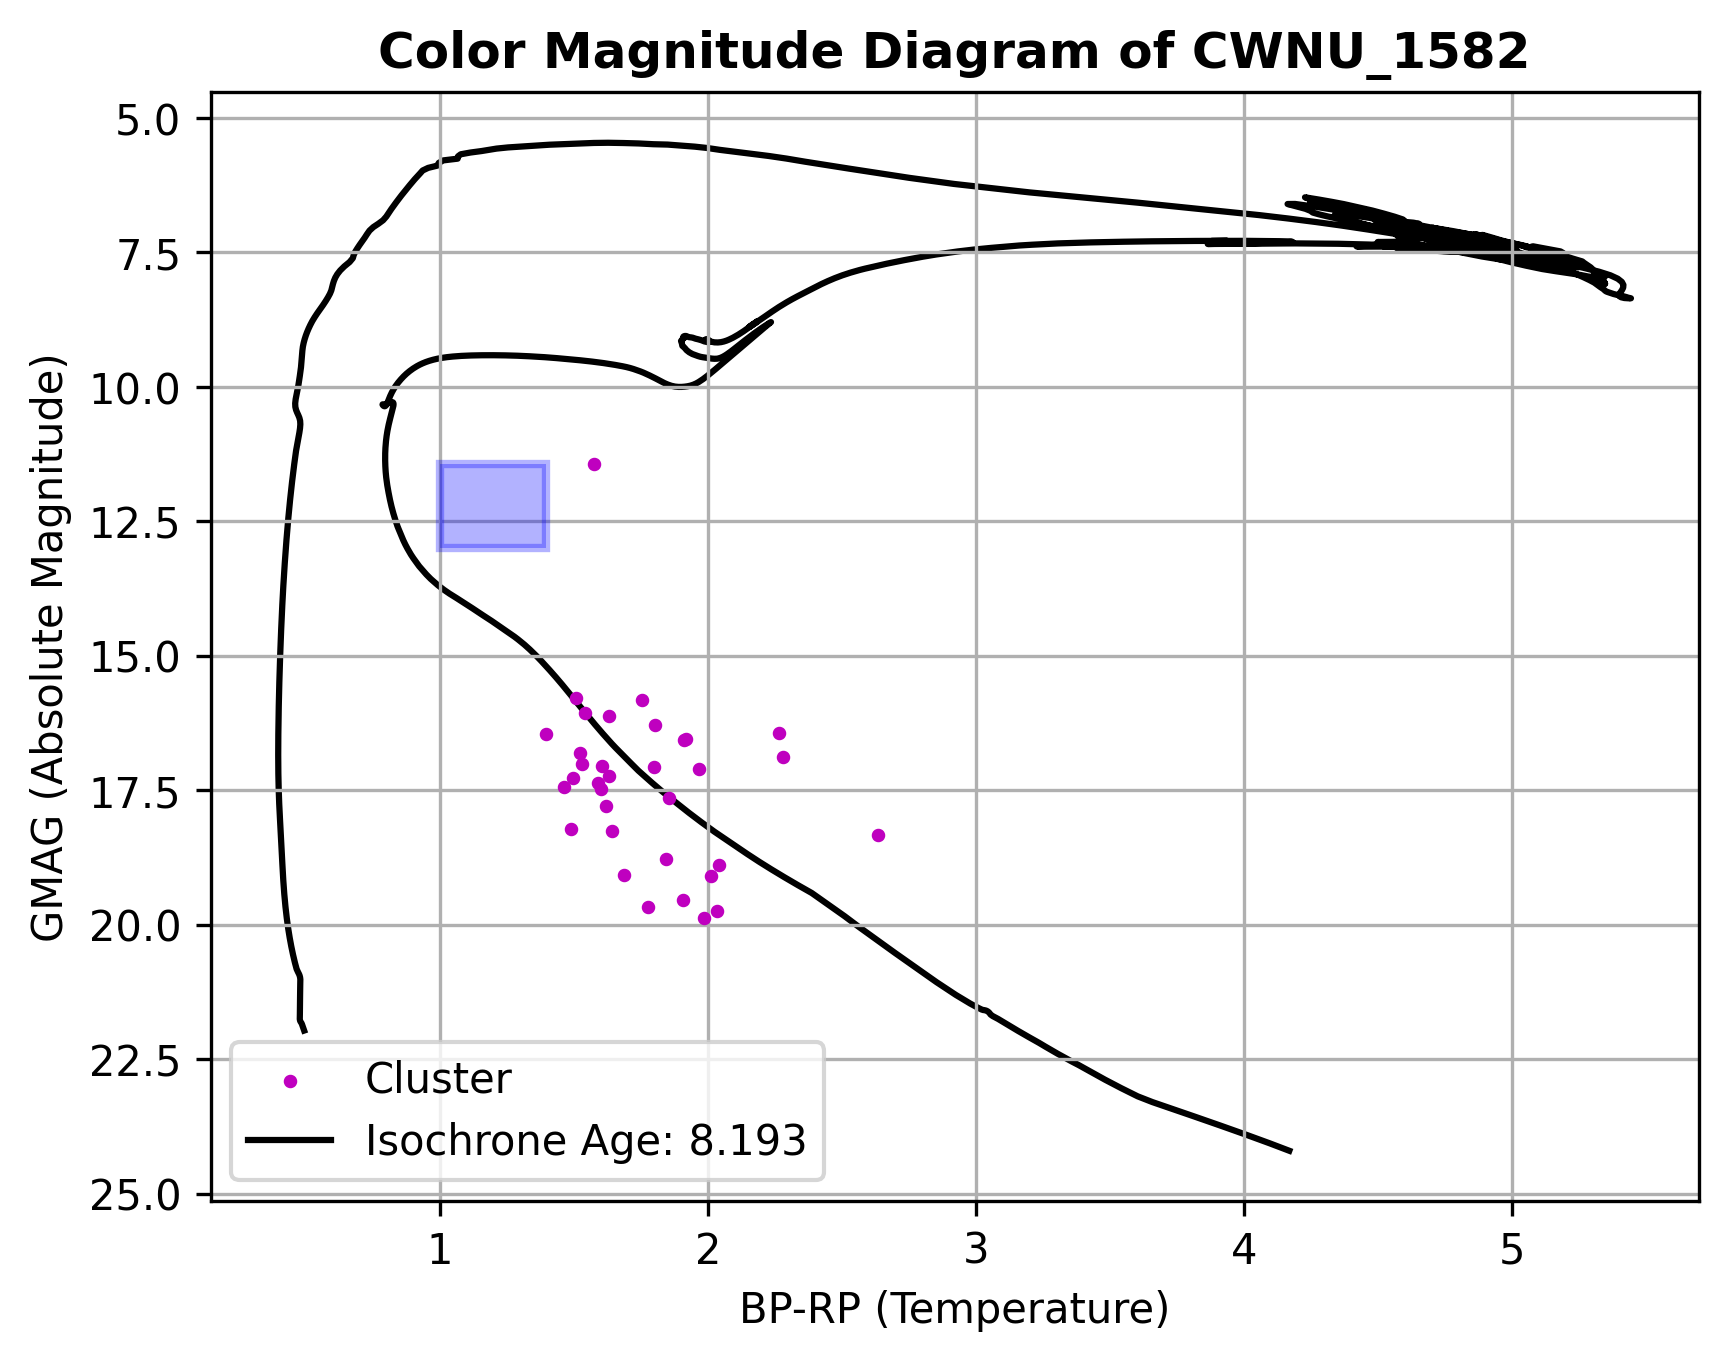 Color Magnitude Diagram of CWNU_1582
GMAG (Absolute Magnitude)
5.0
7.5
10.0
12.5
15.0
17.5
20.0
22.5
25.0
Cluster
Isochrone Age: 8.193
1 2 3 4 5
BP-RP (Temperature)